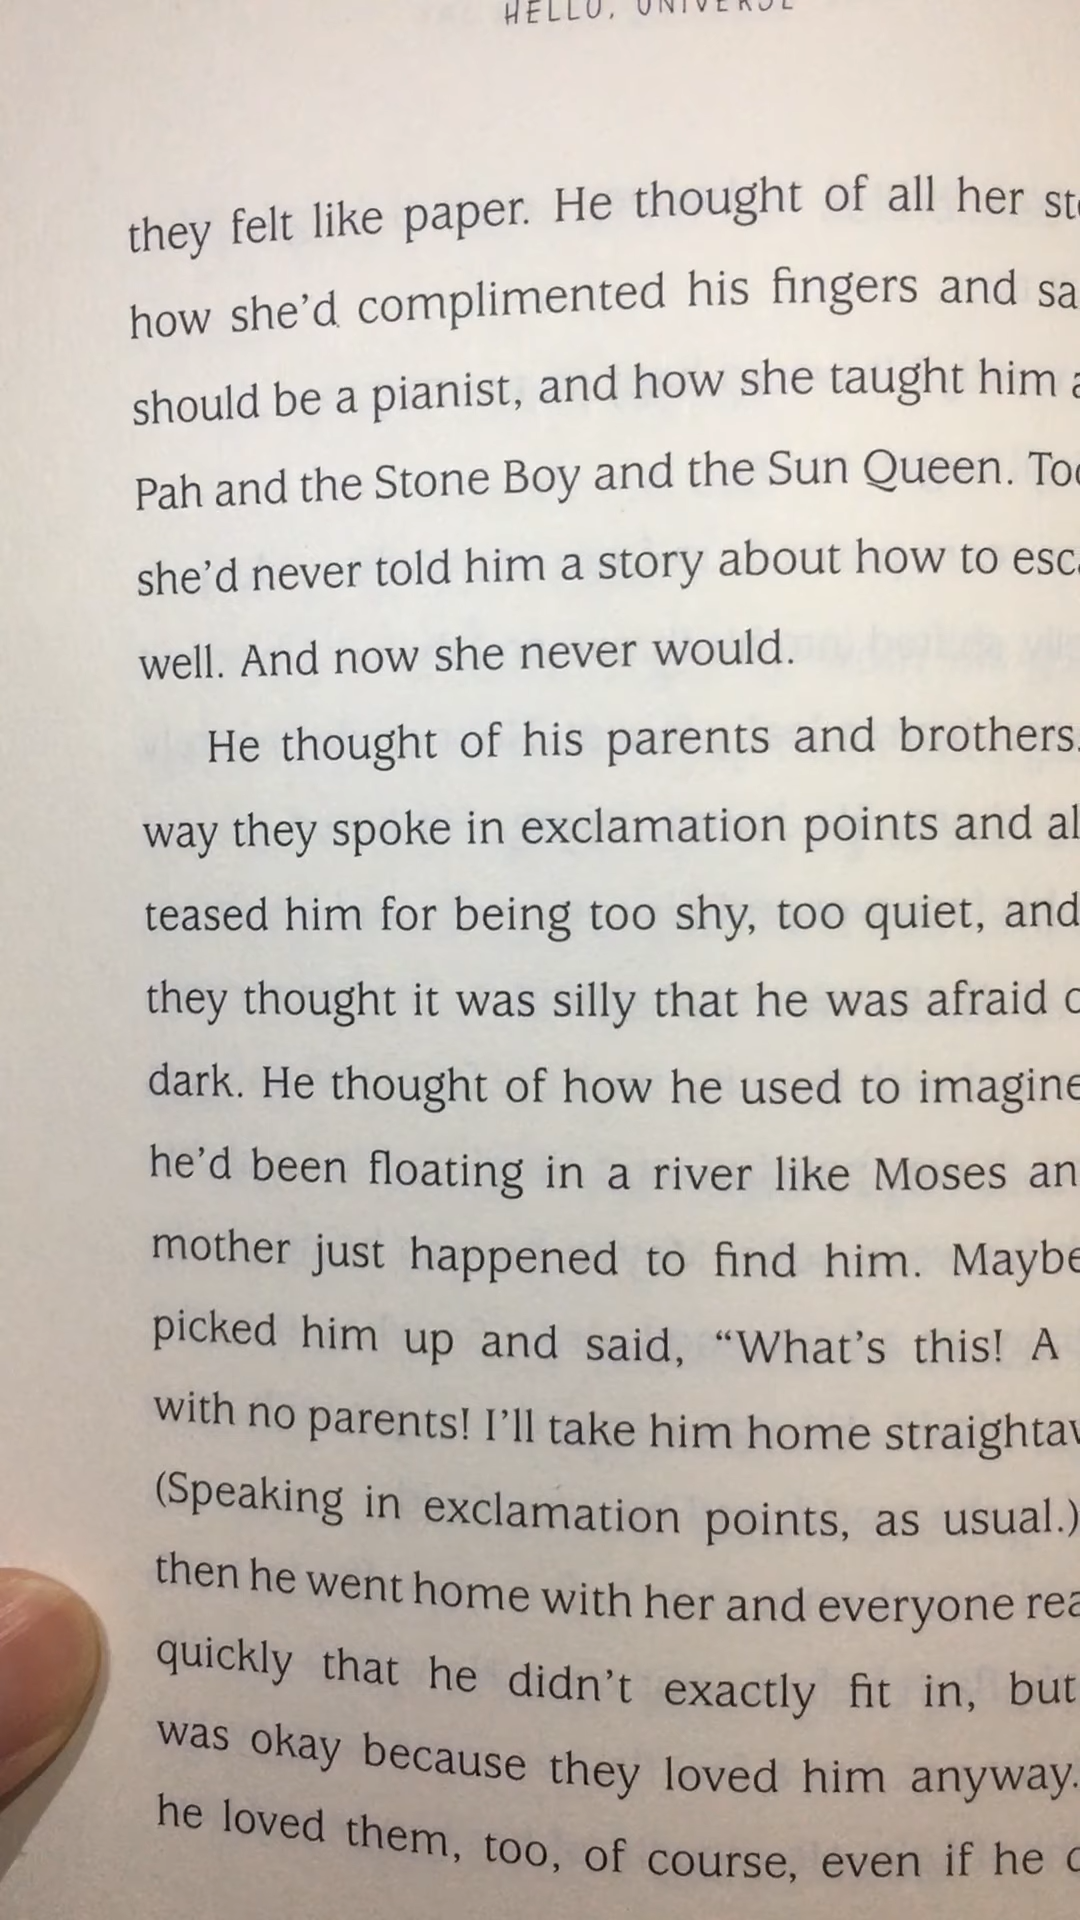 HELLO, UNIVERSE
they felt like paper. He thought of all her
how she’d complimented his fingers and
should be a pianist, and how she taught him
Pah and the Stone Boy and the Sun Queen.
she’d never told him a story about how to
well. And now she never would.
He thought of his parents and brothers.
way they spoke in exclamation points and
teased him for being too shy, too quiet, and
they thought it was silly that he was afraid
dark. He thought of how he used to imagine
he’d been floating in a river like Moses
mother just happened to find him. Maybe
picked him up and said, “What’s this! A
with no parents! I’ll take him home
(Speaking in exclamation points, as usual.)
then he went home with her and everyone
quickly that he didn’t exactly fit in, but
was okay because they loved him anyway.
he loved them, too, of course, even if he